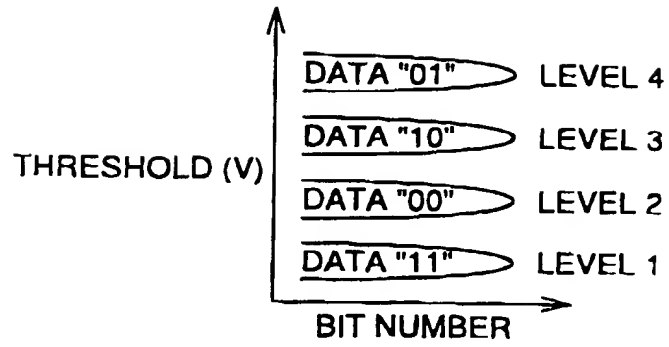 DATA "01" LEVEL 4
DATA "10" LEVEL 3
THRESHOLD (V)
DATA "00" LEVEL 2
DATA "11" LEVEL 1
BIT NUMBER